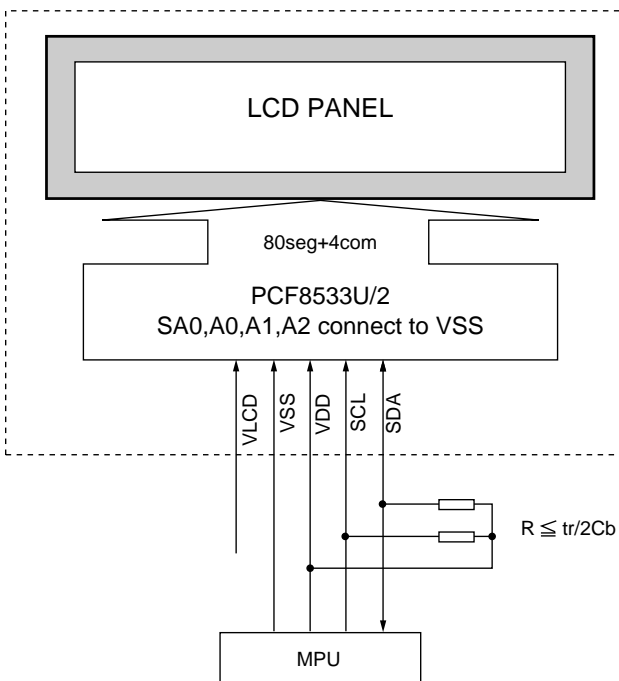 LCD PANEL
80seg+4com
PCF8533U/2
SA0,A0,A1,A2 connect to VSS
VLCD
VSS
VDD
SCL
SDA
R ≦ tr/2Cb
MPU